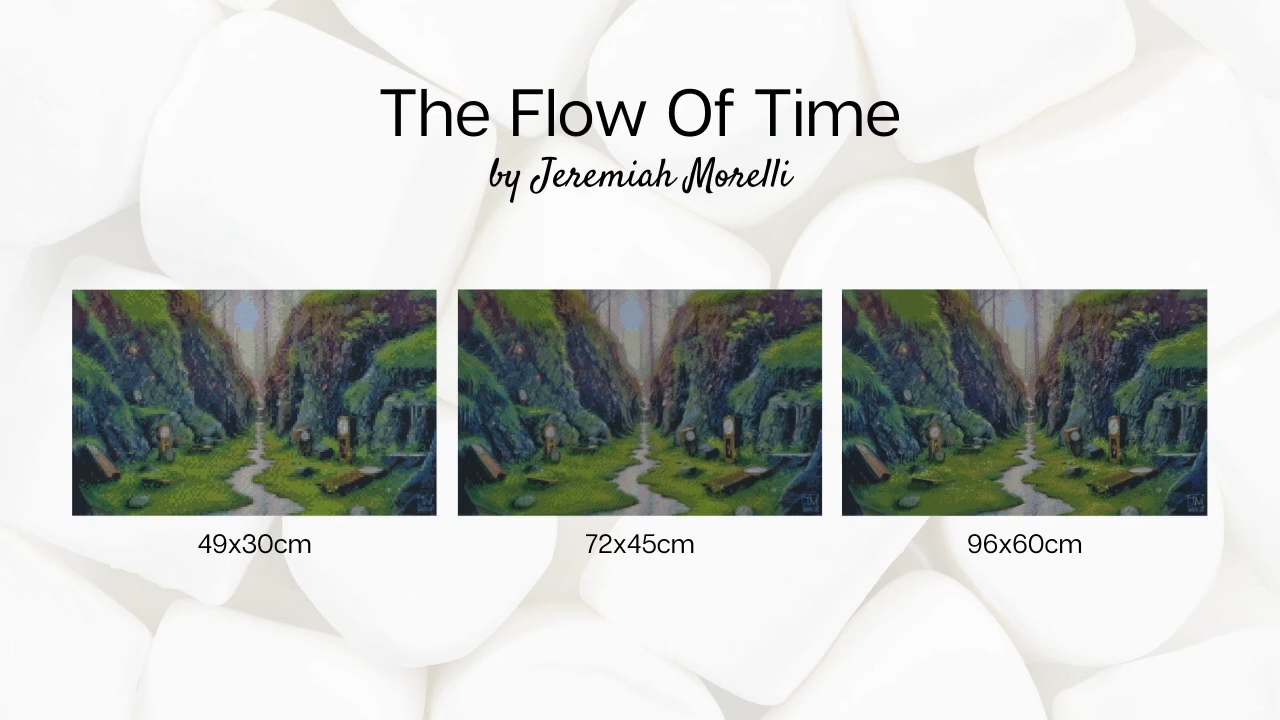 The Flow Of Time
by Jeremiah Morelli
49x30cm
72x45cm
96x60cm